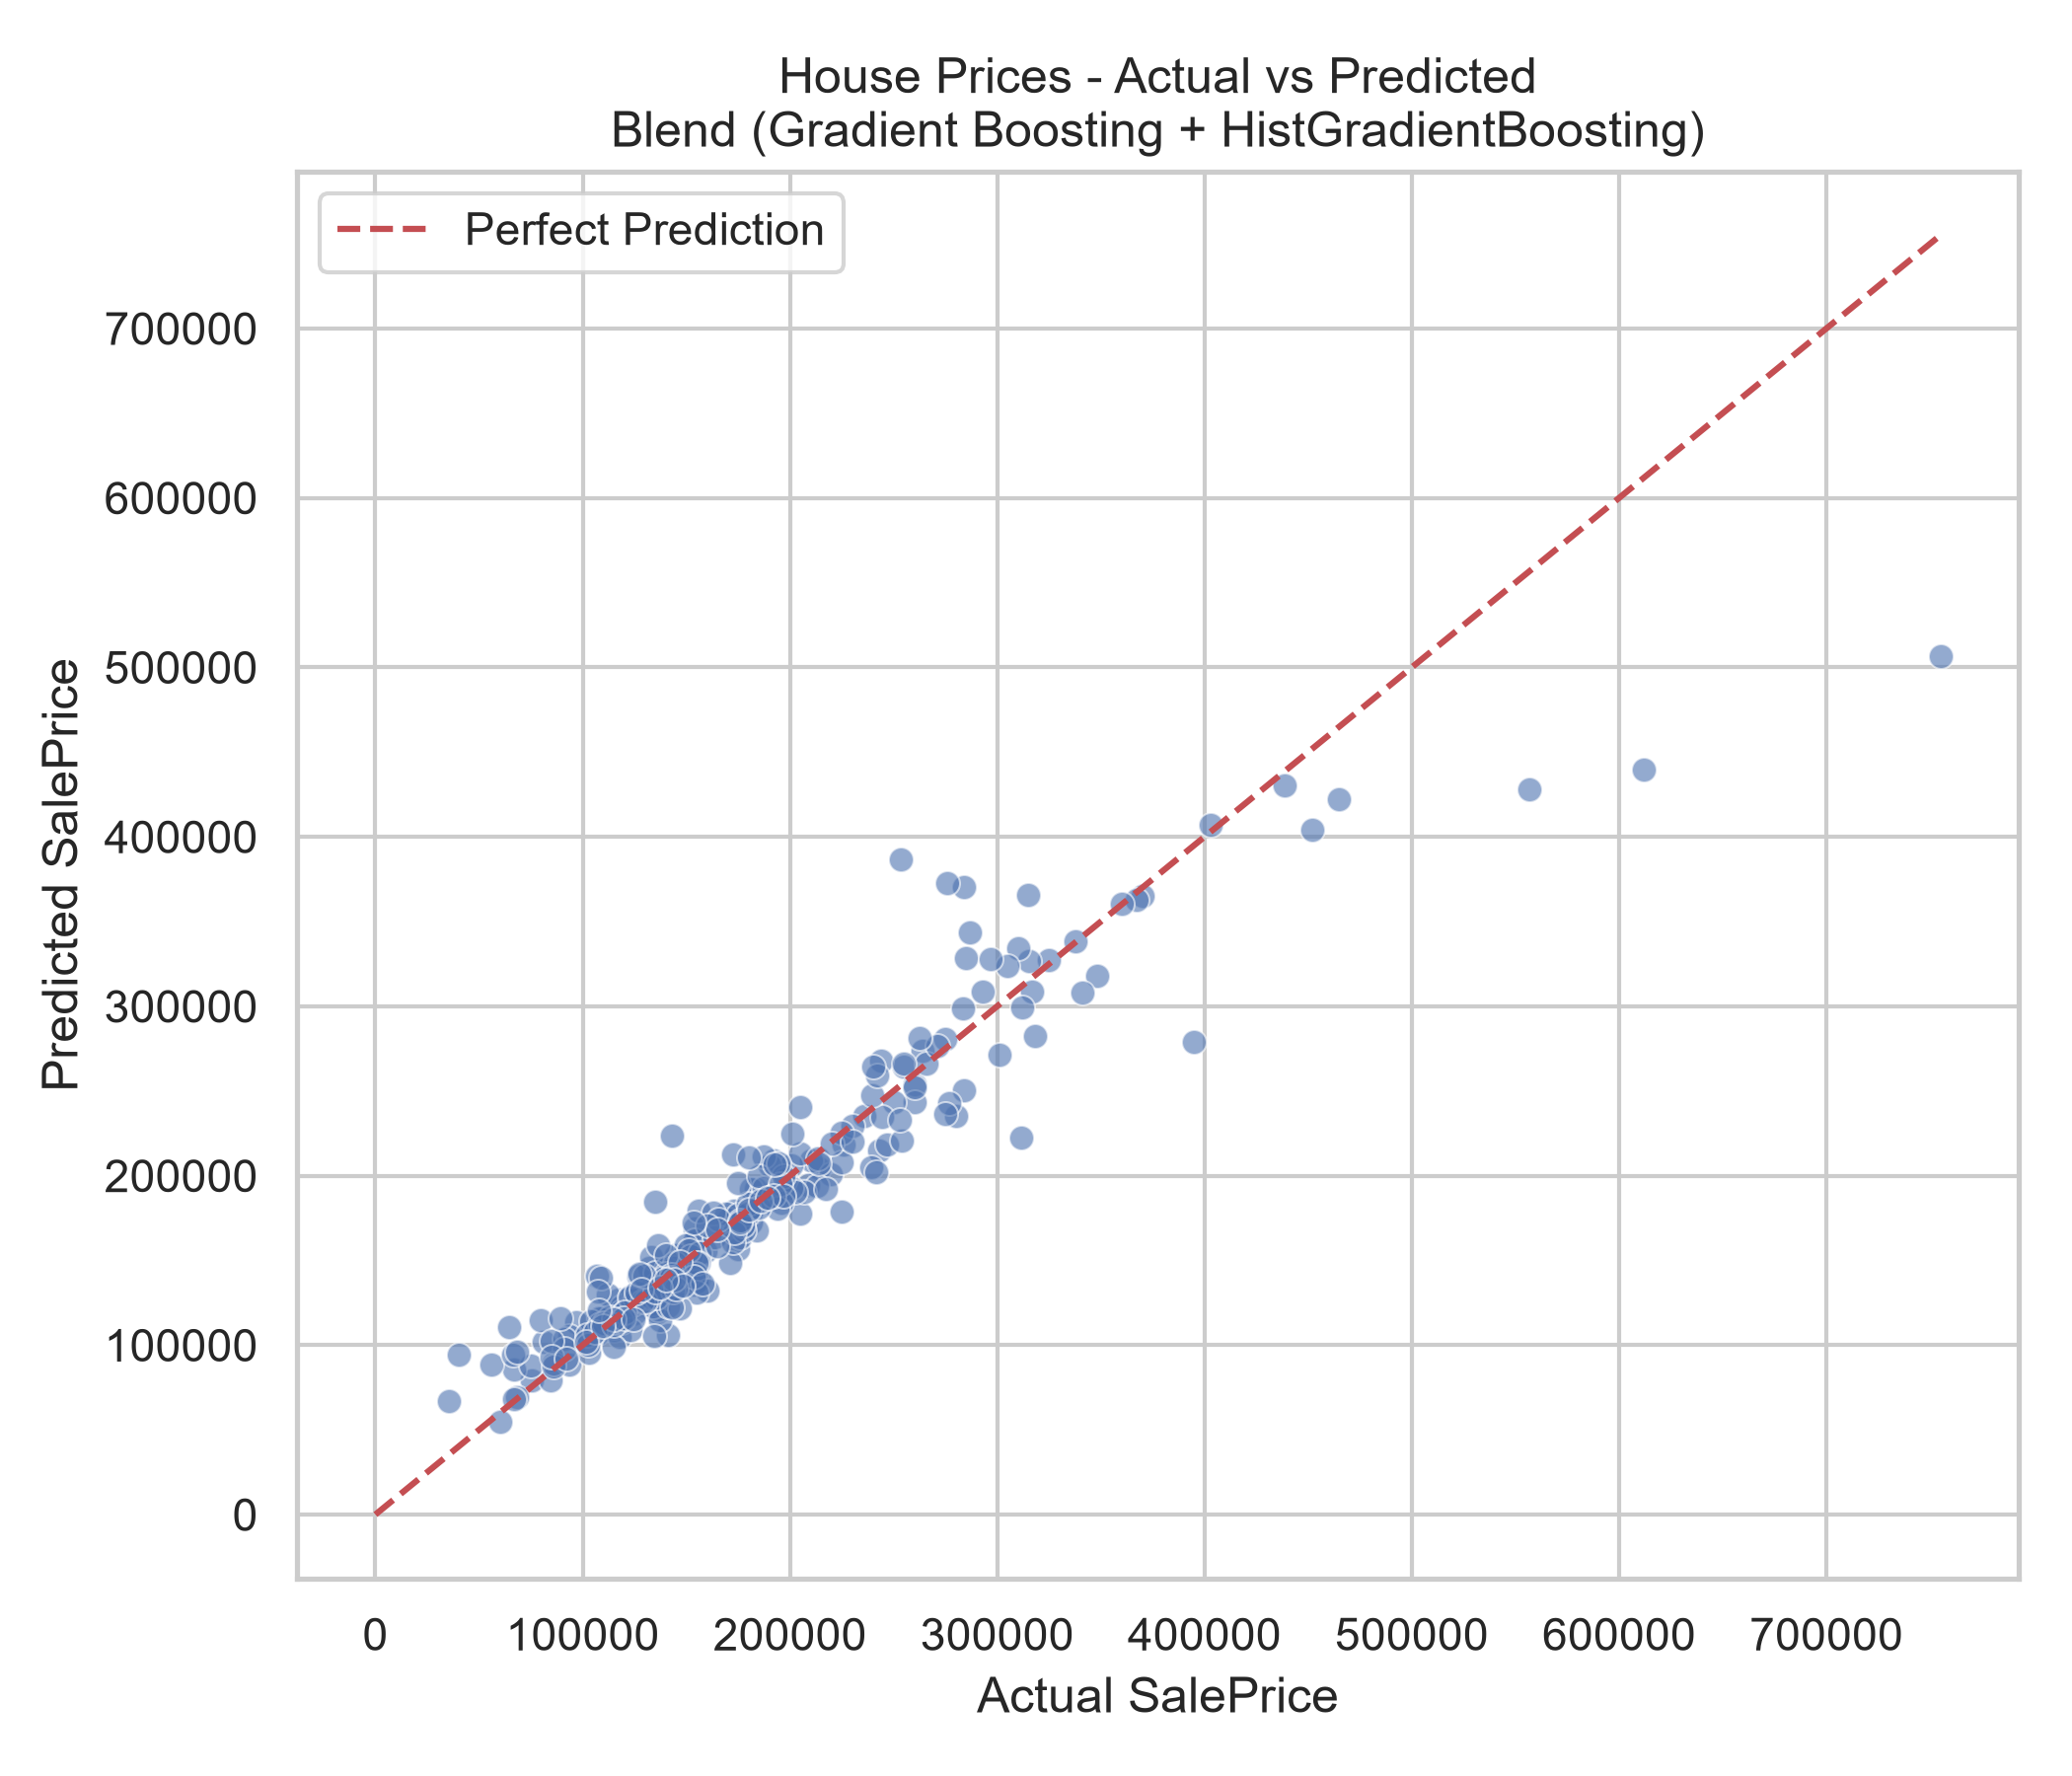 House Prices - Actual vs Predicted
Blend (Gradient Boosting + HistGradientBoosting)
Perfect Prediction
700000
600000
500000
400000
300000
200000
100000
0
Predicted SalePrice
0 100000 200000 300000 400000 500000 600000 700000
Actual SalePrice